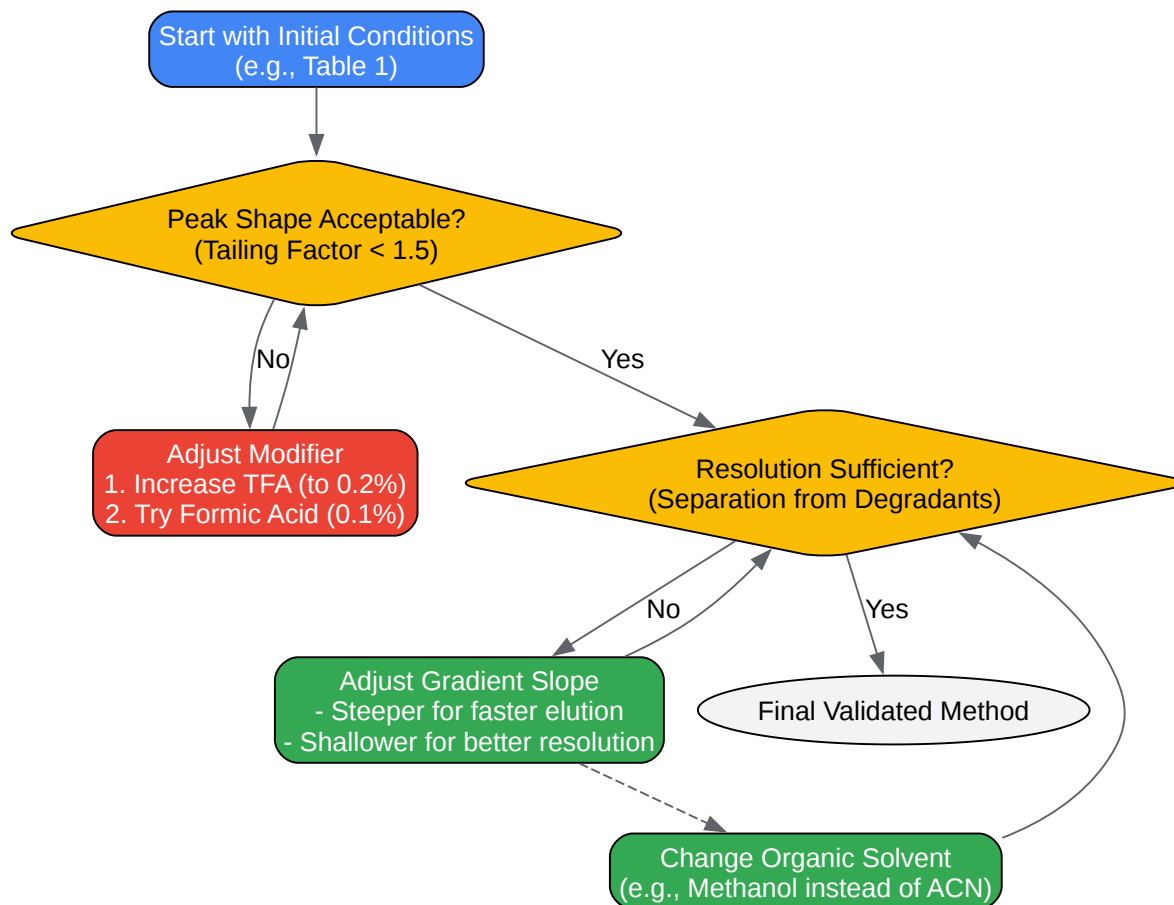 Start with Initial Conditions
(e.g., Table 1)
Peak Shape Acceptable?
(Tailing Factor < 1.5)
No
Yes
Adjust Modifier
1. Increase TFA (to 0.2%)
2. Try Formic Acid (0.1%)
Resolution Sufficient?
(Separation from Degradants)
No
Yes
Adjust Gradient Slope
- Steeper for faster elution
- Shallower for better resolution
Final Validated Method
Change Organic Solvent
(e.g., Methanol instead of ACN)